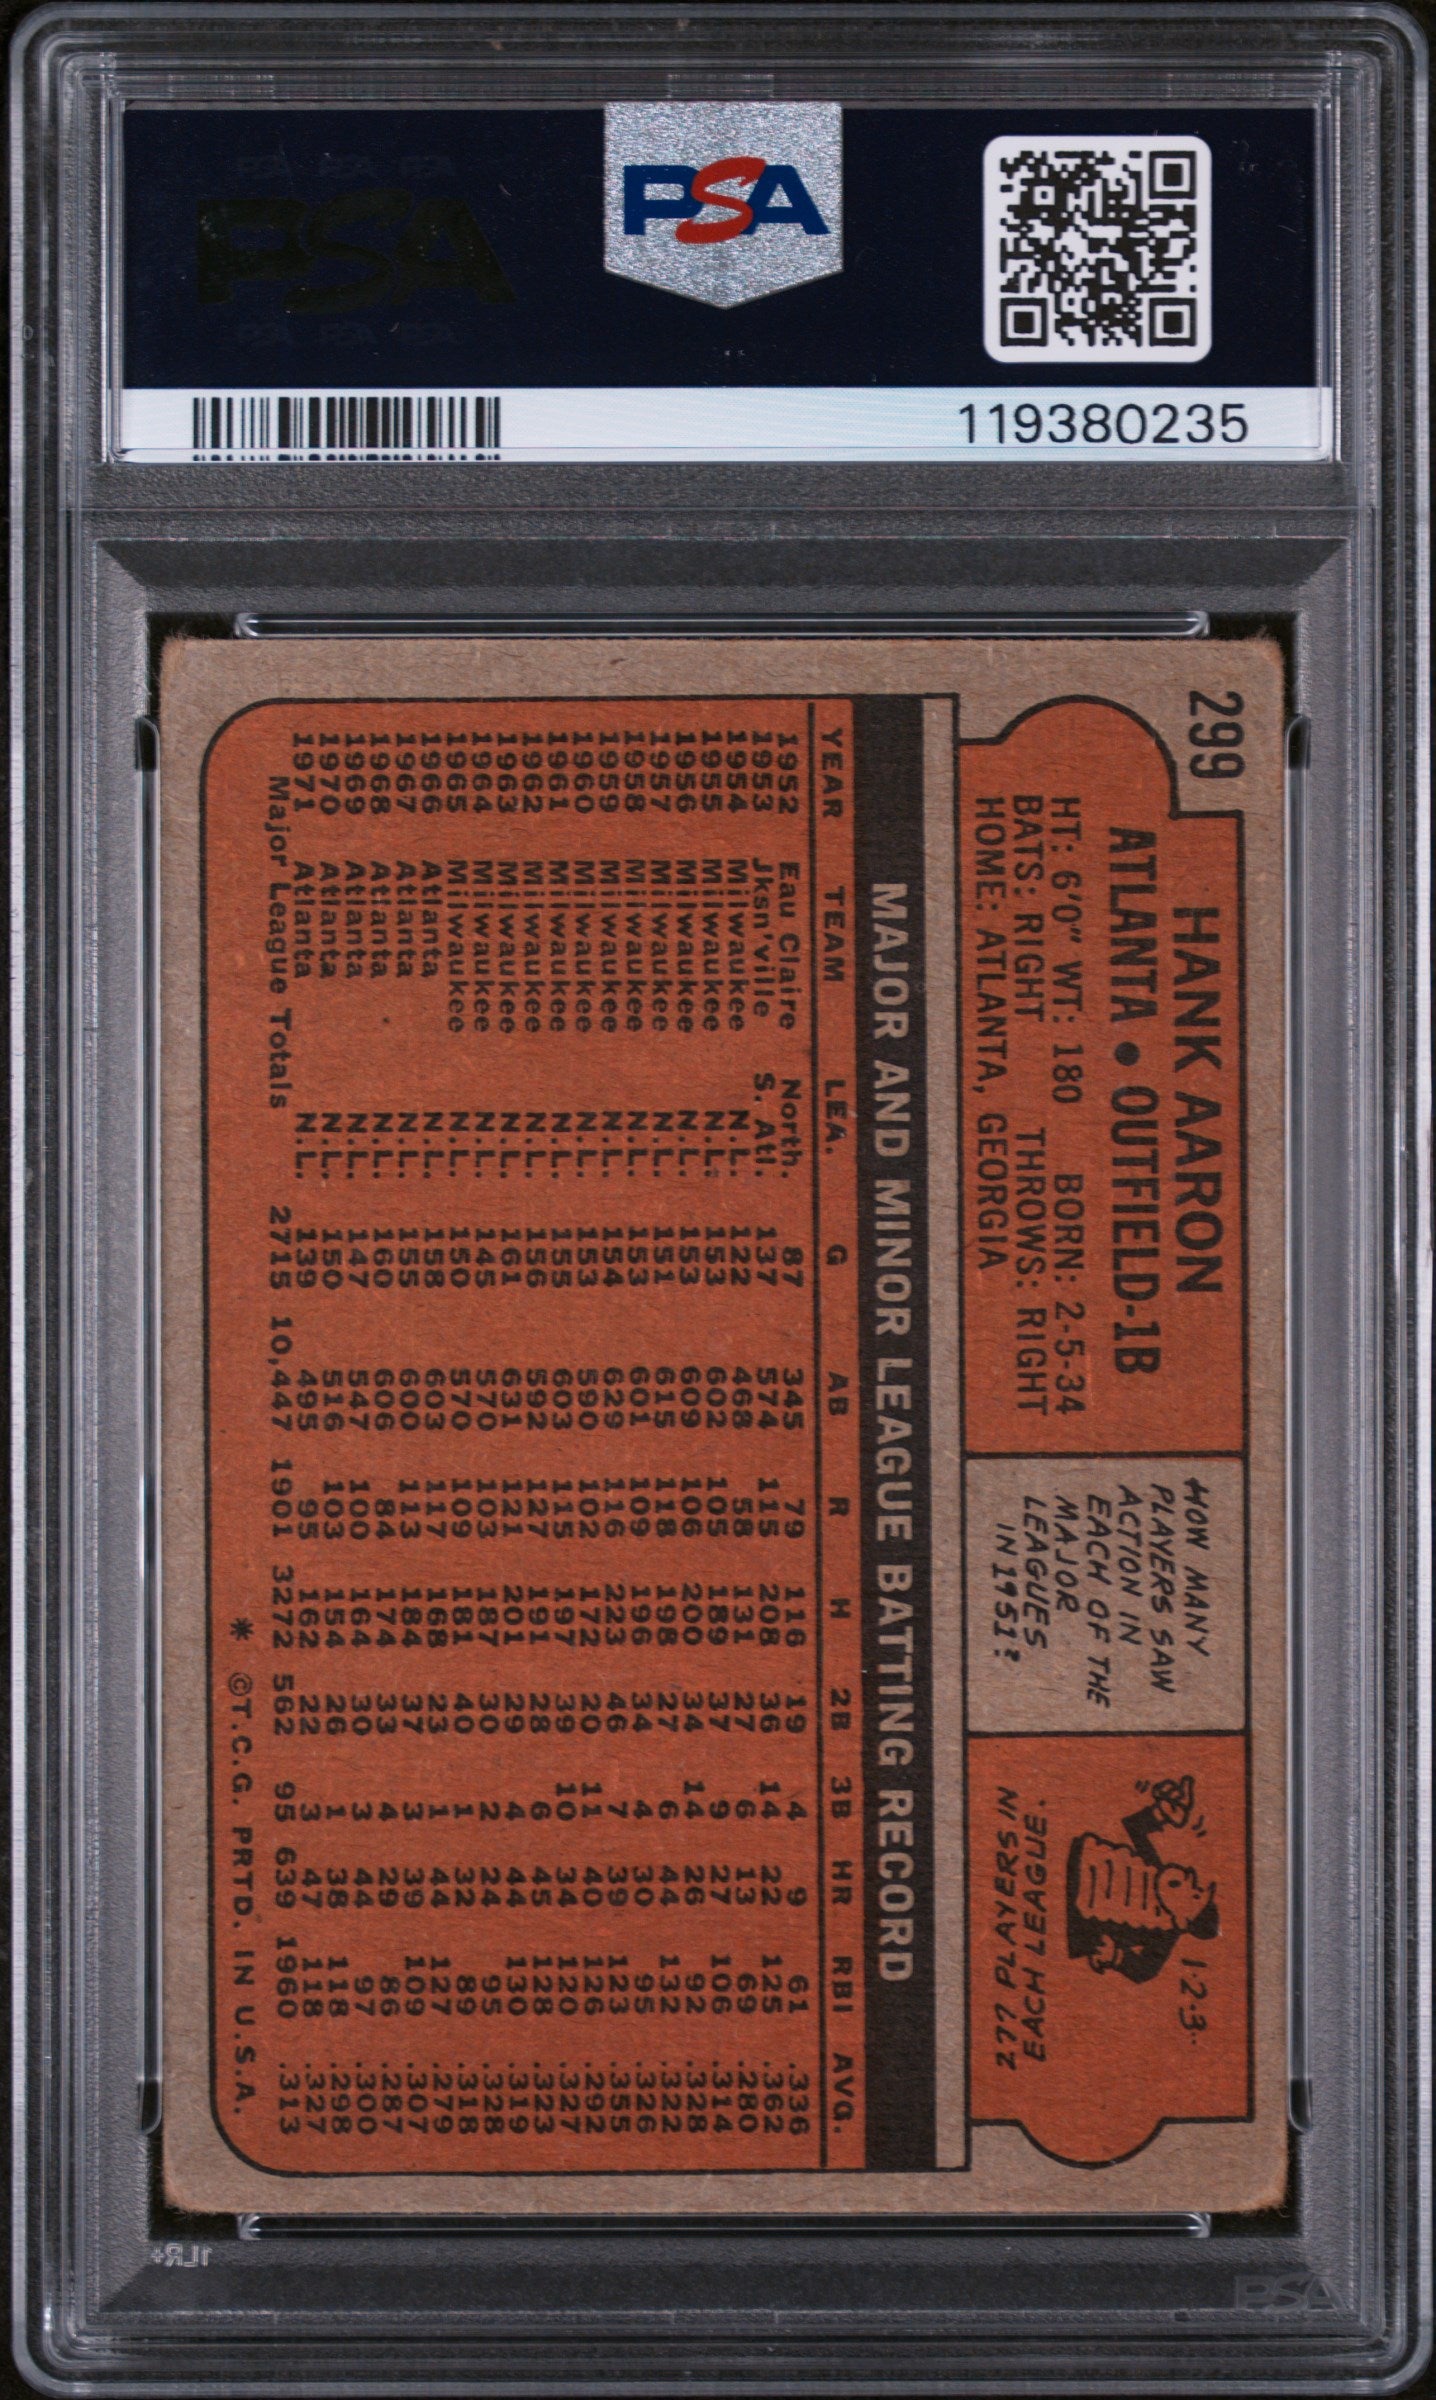 PSA
PSA
119380235
299
HANK AARON
ATLANTA • OUTFIELD-1B
HT: 6'0" WT: 180 BORN: 2-5-34
BATS: RIGHT THROWS: RIGHT
HOME: ATLANTA, GEORGIA
HOW MANY
PLAYERS SAW
ACTION IN
EACH OF THE
MAJOR
LEAGUES
IN 1951?
1-2-3..
277 PLAYERS IN
EACH LEAGUE.
MAJOR AND MINOR LEAGUE BATTING RECORD
YEAR TEAM LEA. G AB R H 2B 3B HR RBI AVG.
1952 Eau Claire North. 87 345 79 116 19 4 9 61 .336
1953 Jksn'ville S. Atl. 137 574 115 208 36 14 22 125 .362
1954 Milwaukee N.L. 122 468 58 131 27 6 13 69 .280
1955 Milwaukee N.L. 153 602 105 189 37 9 27 106 .314
1956 Milwaukee N.L. 153 609 106 200 34 14 26 92 .328
1957 Milwaukee N.L. 151 615 118 198 27 6 44 132 .322
1958 Milwaukee N.L. 153 601 109 196 34 4 30 95 .326
1959 Milwaukee N.L. 154 629 116 223 46 7 39 123 .355
1960 Milwaukee N.L. 153 590 102 172 20 11 40 126 .292
1961 Milwaukee N.L. 155 603 115 197 39 10 34 120 .327
1962 Milwaukee N.L. 156 592 127 191 28 6 45 128 .323
1963 Milwaukee N.L. 161 631 121 201 29 4 44 130 .319
1964 Milwaukee N.L. 145 570 103 187 30 2 24 95 .328
1965 Milwaukee N.L. 150 570 109 181 40 1 32 89 .318
1966 Atlanta N.L. 158 603 117 168 23 1 44 127 .279
1967 Atlanta N.L. 155 600 113 184 37 3 39 109 .307
1968 Atlanta N.L. 160 606 84 174 33 4 29 86 .287
1969 Atlanta N.L. 147 547 100 164 30 3 44 97 .300
1970 Atlanta N.L. 150 516 103 154 26 1 38 118 .298
1971 Atlanta N.L. 139 495 95 162 22 3 47 118 .327
Major League Totals 2715 10,447 1901 3272 562 95 639 1960 .313
* ©T.C.G. PRTD. IN U.S.A.
1LR+
PSA